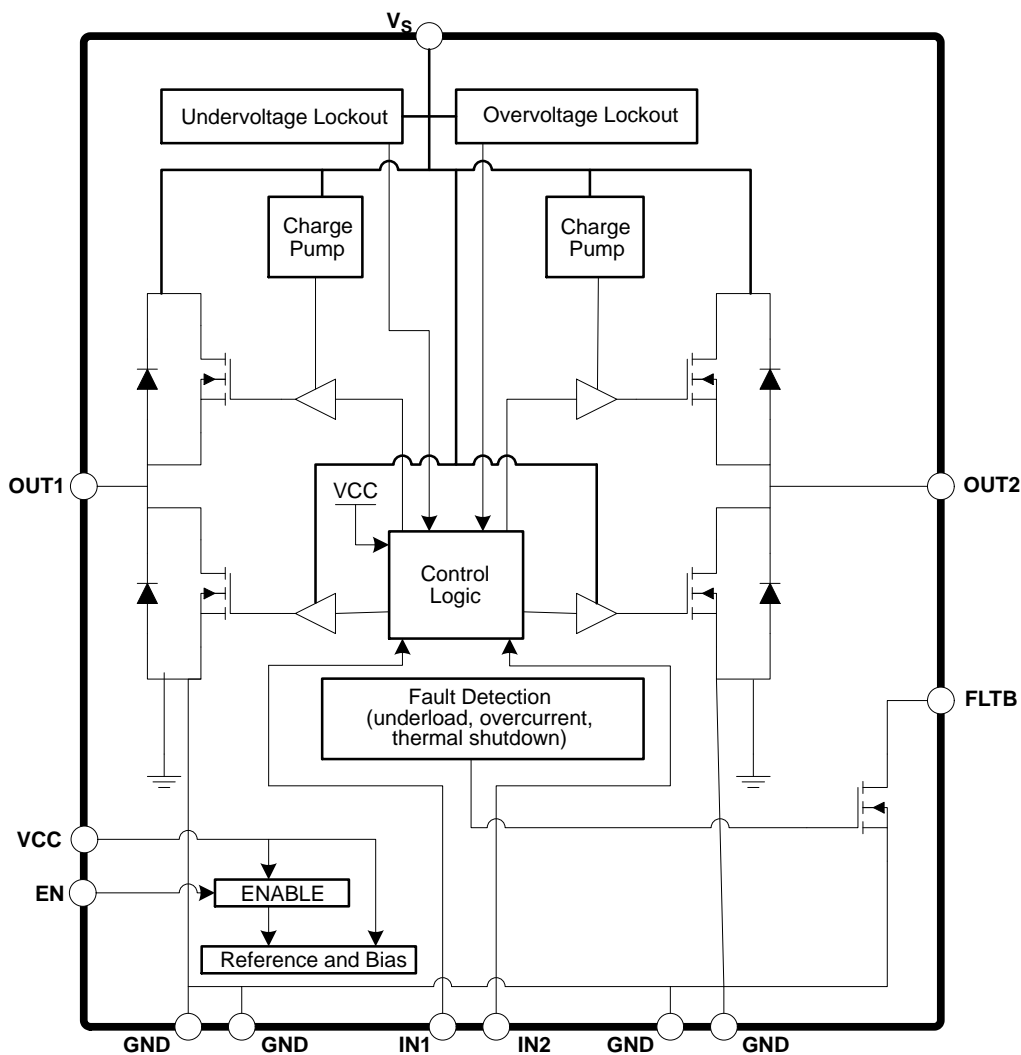 VS
Undervoltage Lockout
Overvoltage Lockout
Charge
Pump
Charge
Pump
OUT1
VCC
OUT2
Control
Logic
Fault Detection
(underload, overcurrent,
thermal shutdown)
FLTB
VCC
EN
ENABLE
Reference and Bias
GND
GND
IN1
IN2
GND
GND